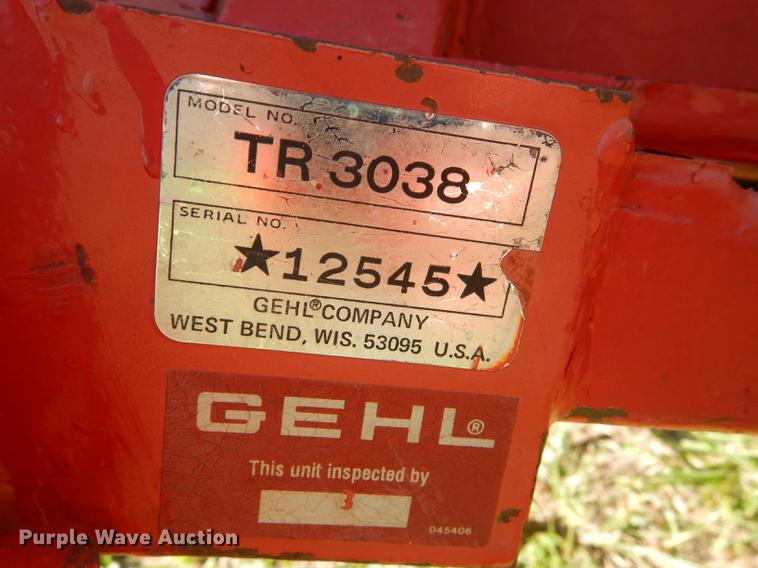 MODEL NO.
TR 3038
SERIAL NO.
★12545★
GEHL® COMPANY
WEST BEND, WIS. 53095 U.S.A.
GEHL®
This unit inspected by
3
045406
Purple Wave Auction